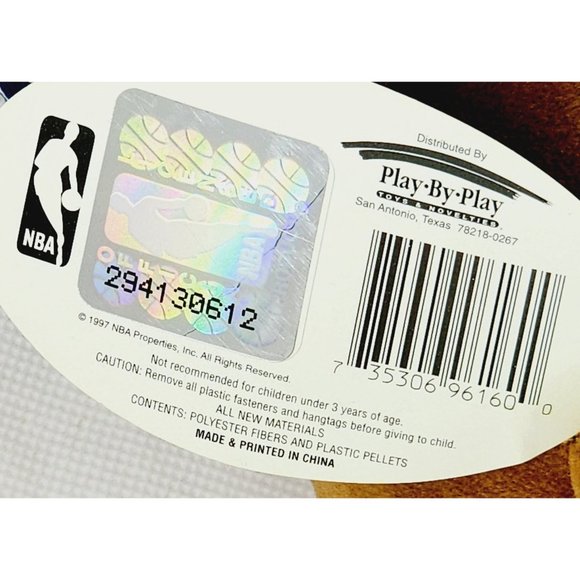 NBA
NBA
294130612
© 1997 NBA Properties, Inc. All Rights Reserved.
Not recommended for children under 3 years of age.
CAUTION: Remove all plastic fasteners and hangtags before giving to child.
ALL NEW MATERIALS
CONTENTS: POLYESTER FIBERS AND PLASTIC PELLETS
MADE & PRINTED IN CHINA
Distributed By
Play·By·Play
TOYS & NOVELTIES
San Antonio, Texas 78218-0267
7 35306 96160 0